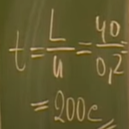 t = L/u = 40/0,2 =
= 200c